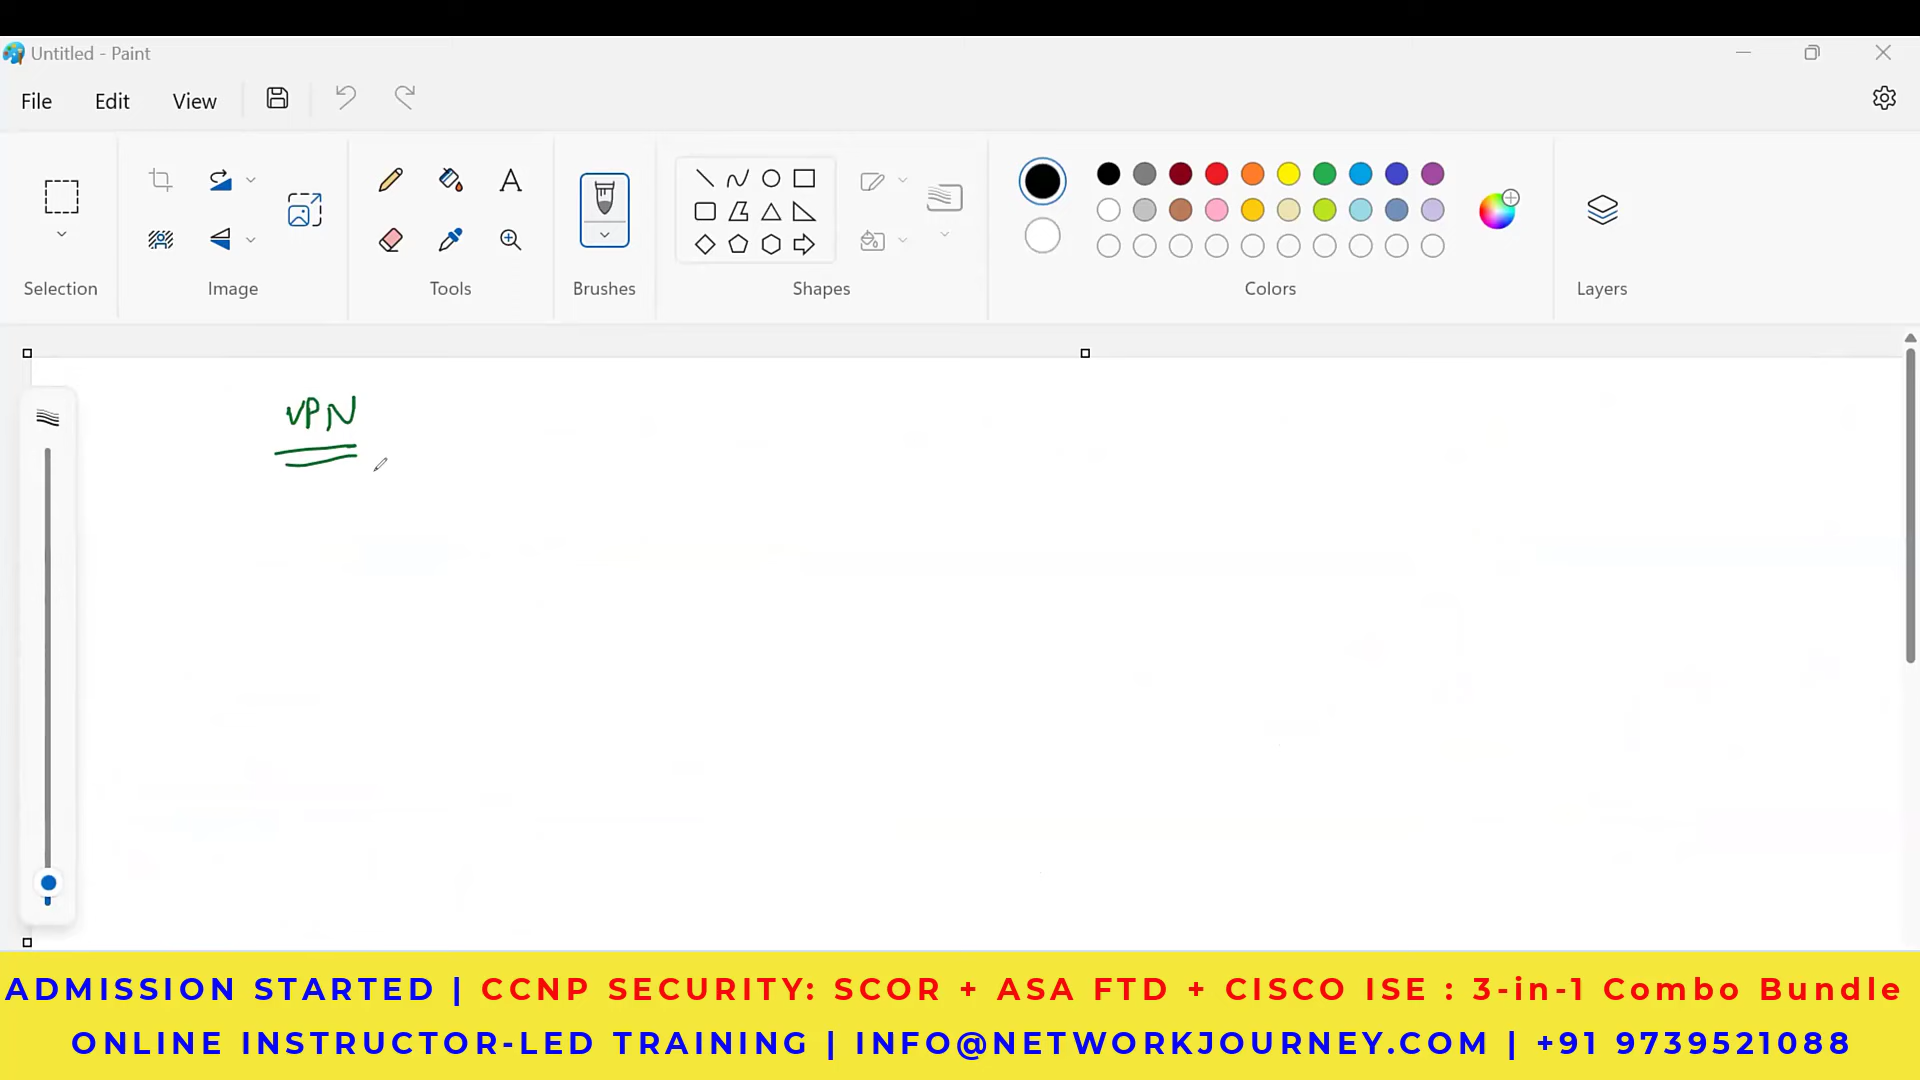 Untitled - Paint
File Edit View
Selection Image Tools Brushes Shapes Colors Layers
VPN
ADMISSION STARTED | CCNP SECURITY: SCOR + ASA FTD + CISCO ISE : 3-in-1 Combo Bundle
ONLINE INSTRUCTOR-LED TRAINING | INFO@NETWORKJOURNEY.COM | +91 9739521088